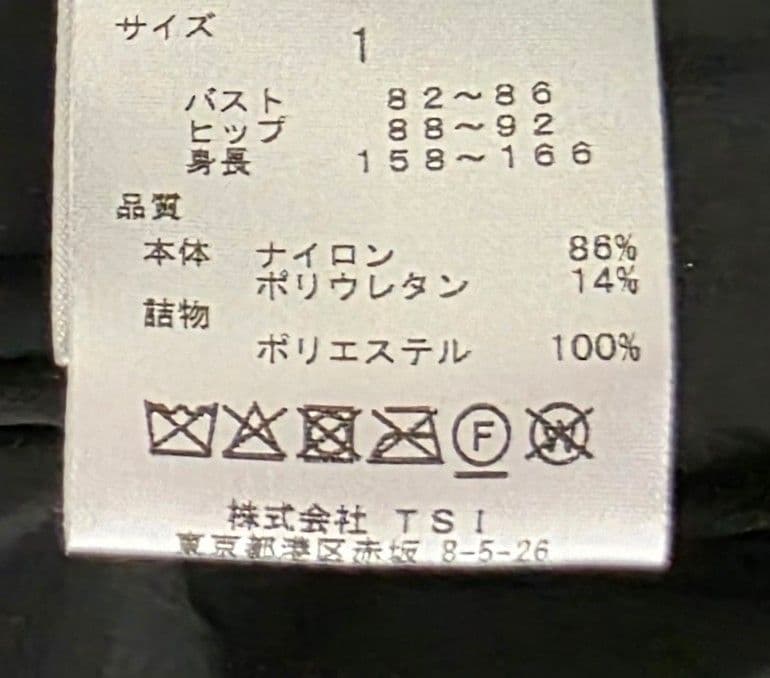 サイズ 1
バスト 82～86
ヒップ 88～92
身長 158～166
品質
本体 ナイロン 86%
ポリウレタン 14%
詰物
ポリエステル 100%
F
W
株式会社 TSI
東京都港区赤坂 8-5-26